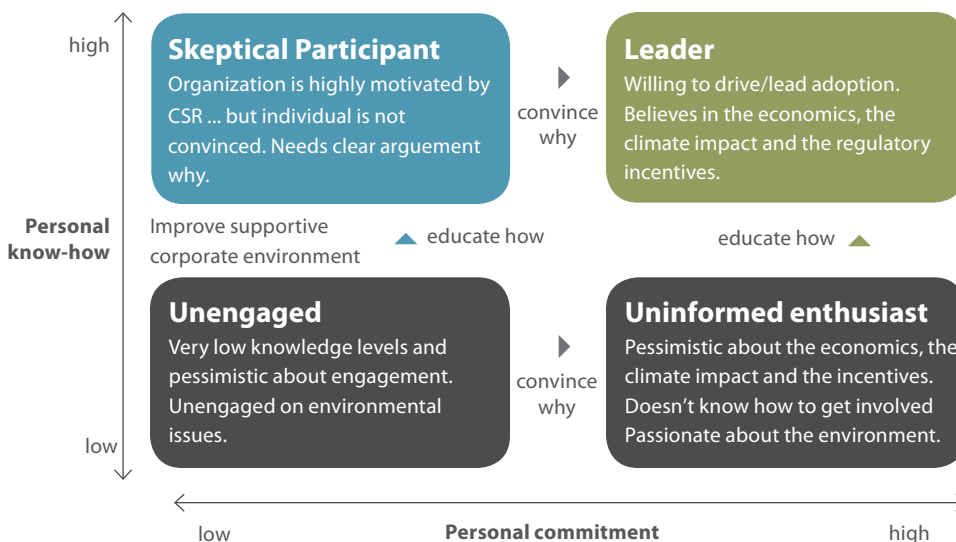 high
Skeptical Participant
Organization is highly motivated by
CSR ... but individual is not
convinced. Needs clear arguement
why.
convince
why
Leader
Willing to drive/lead adoption.
Believes in the economics, the
climate impact and the regulatory
incentives.
Personal
know-how
Improve supportive
corporate environment
educate how
educate how
Unengaged
Very low knowledge levels and
pessimistic about engagement.
Unengaged on environmental
issues.
convince
why
Uninformed enthusiast
Pessimistic about the economics, the
climate impact and the incentives.
Doesn't know how to get involved
Passionate about the environment.
low
low
Personal commitment
high